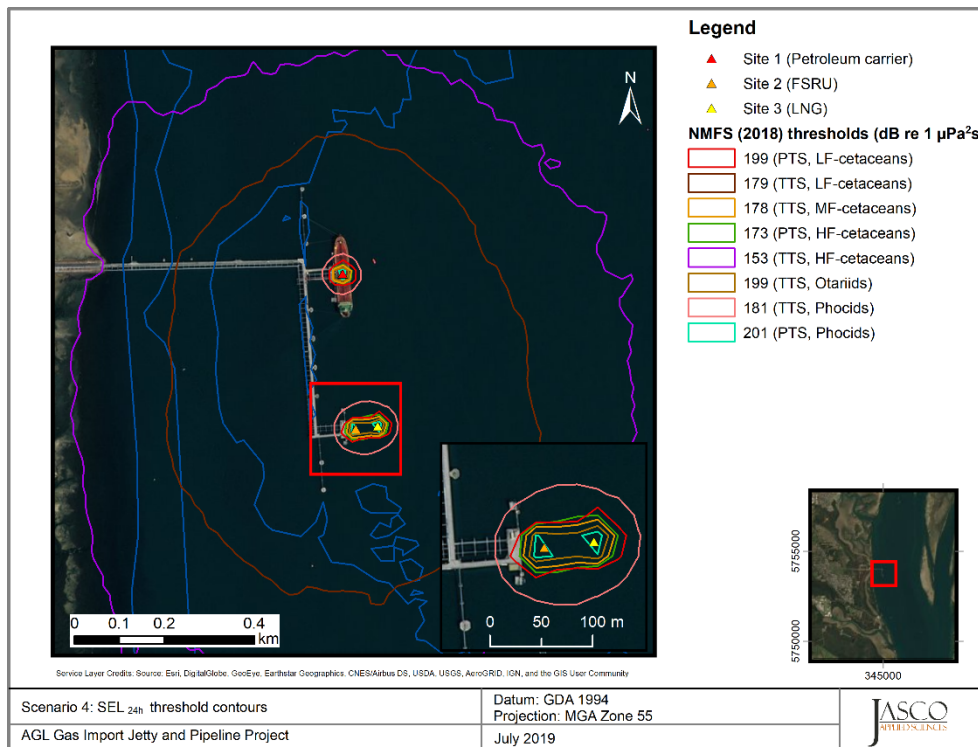 Legend
Site 1 (Petroleum carrier)
Site 2 (FSRU)
Site 3 (LNG)
NMFS (2018) thresholds (dB re 1 µPa²s
199 (PTS, LF-cetaceans)
179 (TTS, LF-cetaceans)
178 (TTS, MF-cetaceans)
173 (PTS, HF-cetaceans)
153 (TTS, HF-cetaceans)
199 (TTS, Otariids)
181 (TTS, Phocids)
201 (PTS, Phocids)
N
0 0.1 0.2 0.4
km
0 50 100 m
5755000
5750000
345000
Service Layer Credits: Source: Esri, DigitalGlobe, GeoEye, Earthstar Geographics, CNES/Airbus DS, USDA, USGS, AeroGRID, IGN, and the GIS User Community
Scenario 4: SEL 24h threshold contours
Datum: GDA 1994
Projection: MGA Zone 55
AGL Gas Import Jetty and Pipeline Project
July 2019
JASCO
APPLIED SCIENCES